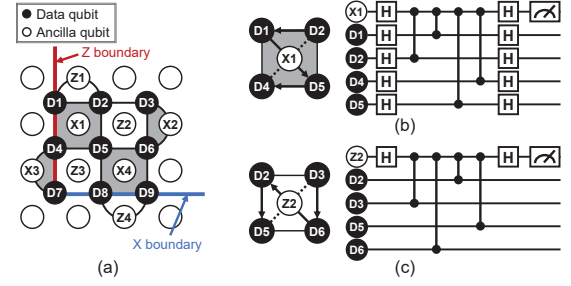 Data qubit
Ancilla qubit
Z boundary
Z1
D1 D2 D3
X1 Z2 X2
D4 D5 D6
X3 Z3 X4
D7 D8 D9
Z4
X boundary
(a)
D1 D2
X1
D4 D5
X1 H H
D1 H H
D2 H H
D4 H H
D5 H H
(b)
D2 D3
Z2
D5 D6
Z2 H H
D2
D3
D5
D6
(c)